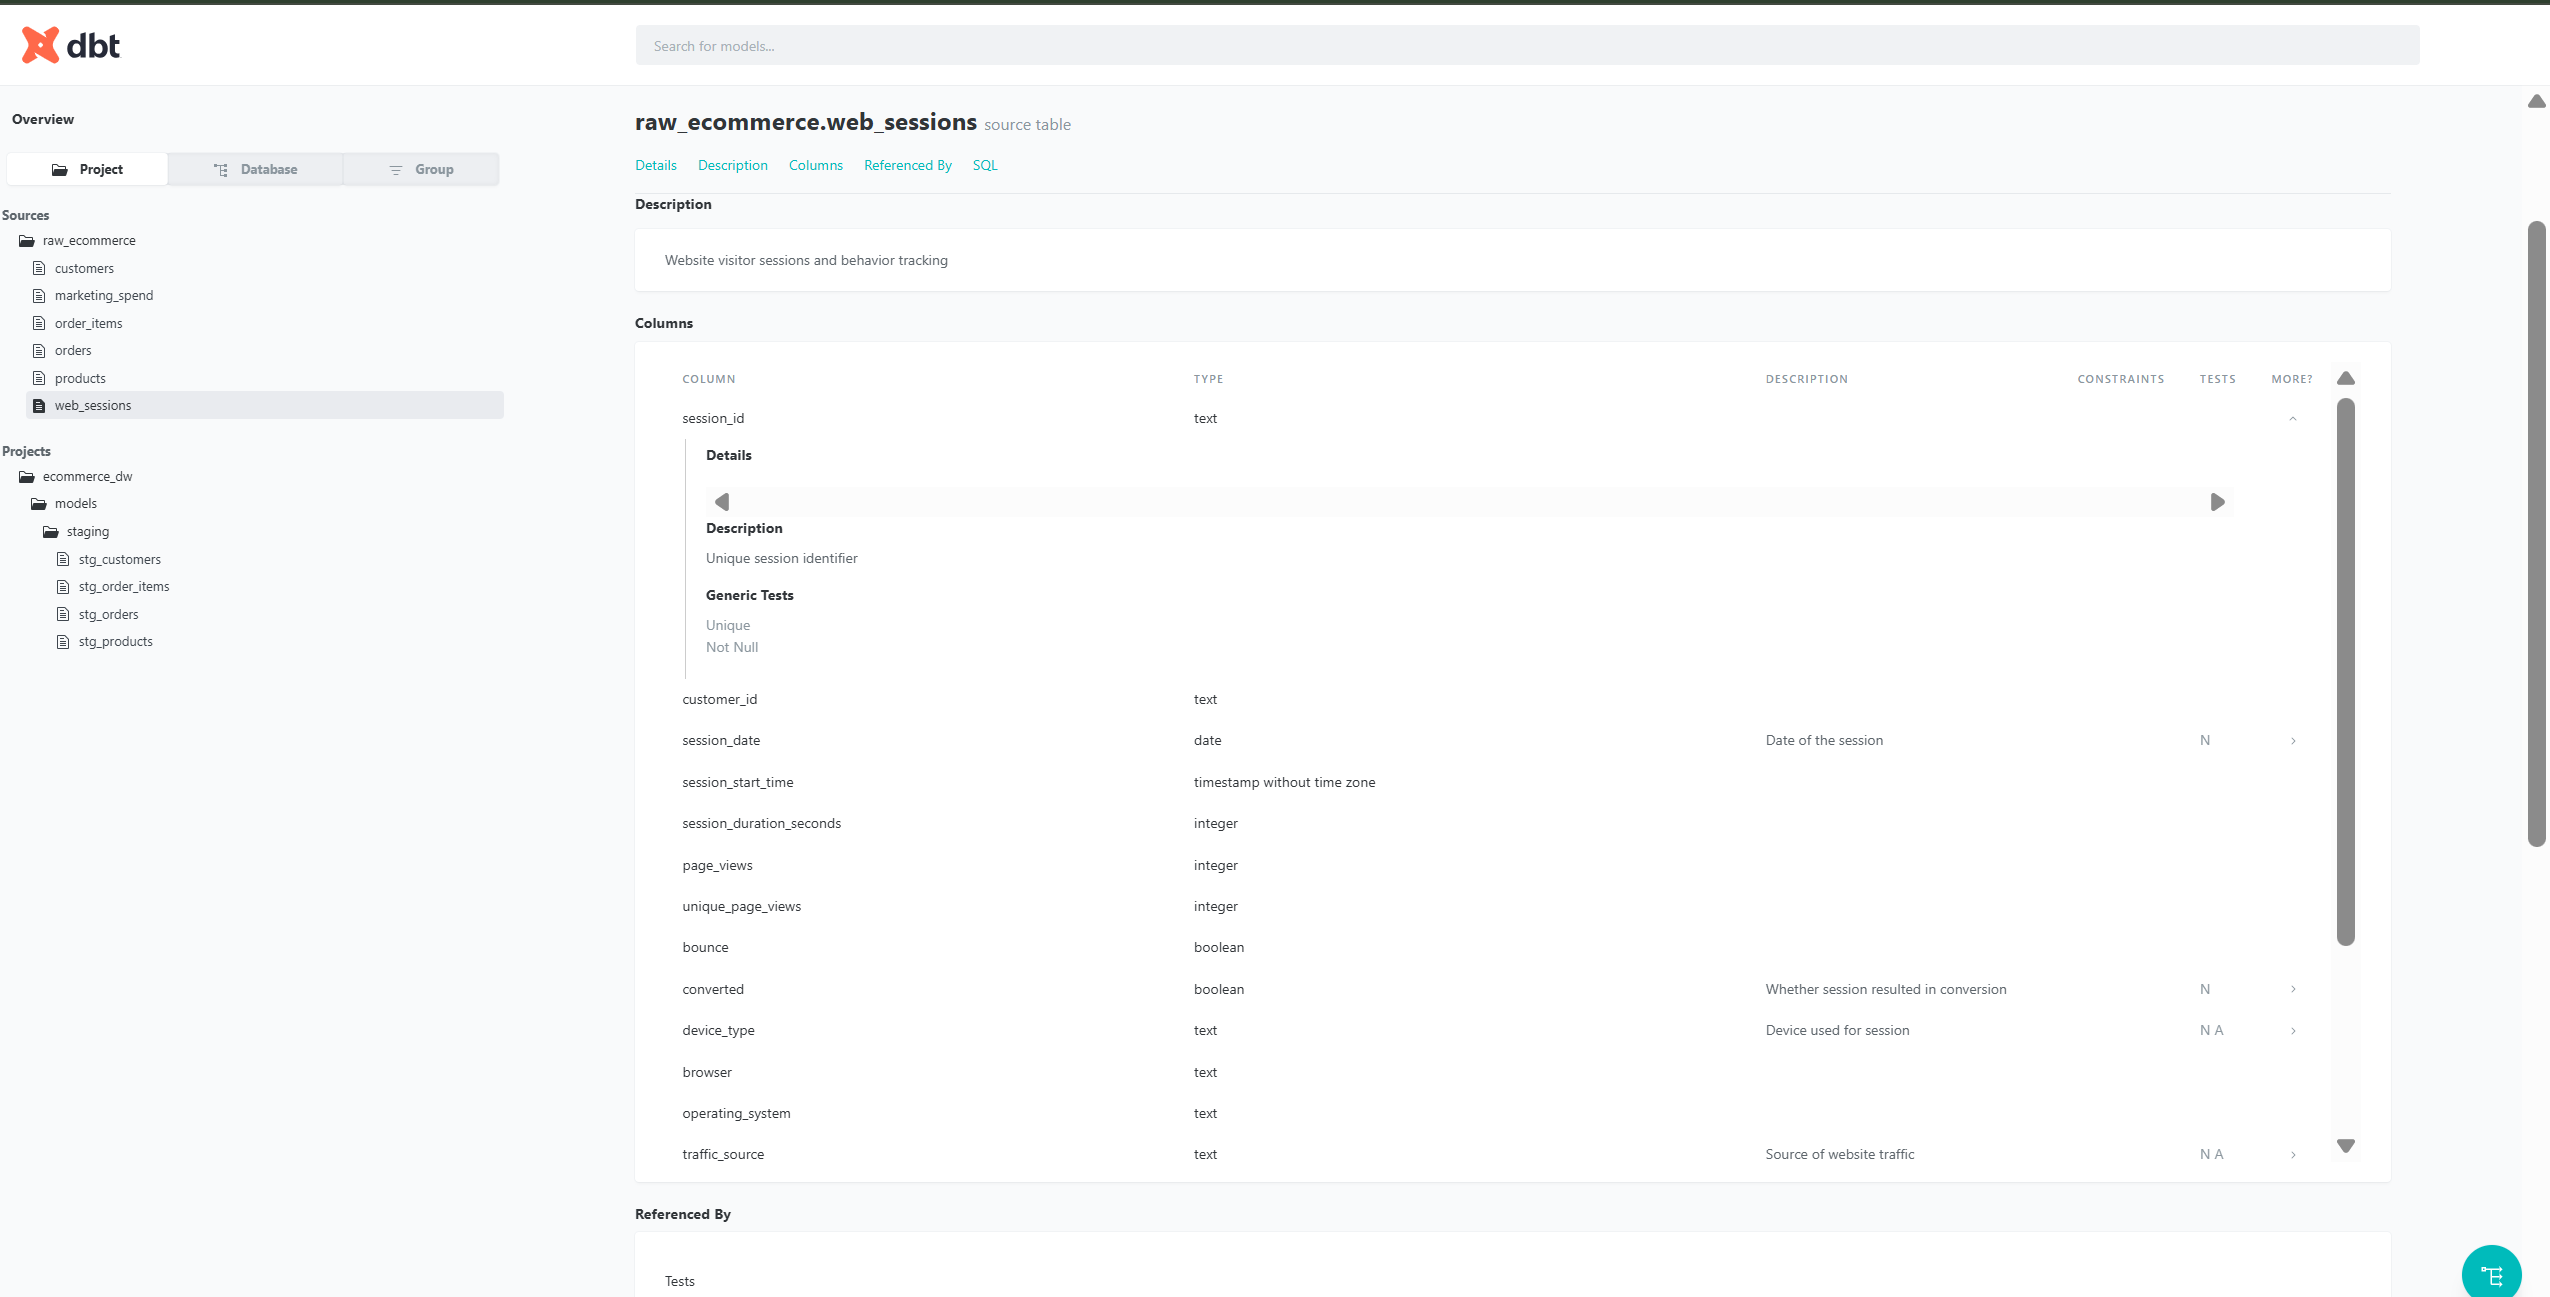 dbt
Search for models...
Overview
Project Database Group
Sources
raw_ecommerce
customers
marketing_spend
order_items
orders
products
web_sessions
Projects
ecommerce_dw
models
staging
stg_customers
stg_order_items
stg_orders
stg_products
raw_ecommerce.web_sessions source table
Details Description Columns Referenced By SQL
Description
Website visitor sessions and behavior tracking
Columns
COLUMN TYPE DESCRIPTION CONSTRAINTS TESTS MORE?
session_id text
Details
Description
Unique session identifier
Generic Tests
Unique
Not Null
customer_id text
session_date date Date of the session N
session_start_time timestamp without time zone
session_duration_seconds integer
page_views integer
unique_page_views integer
bounce boolean
converted boolean Whether session resulted in conversion N
device_type text Device used for session N A
browser text
operating_system text
traffic_source text Source of website traffic N A
Referenced By
Tests